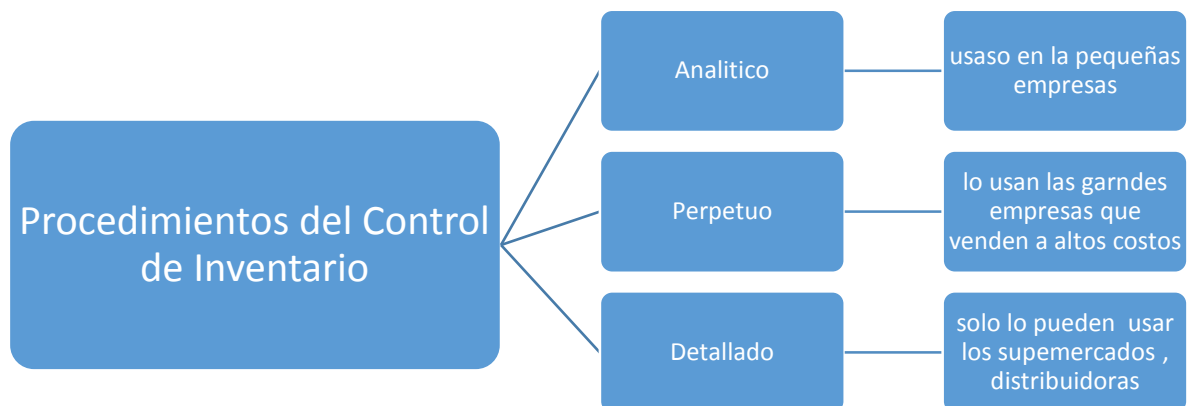 Procedimientos del Control
de Inventario
Analitico
usaso en la pequeñas
empresas
Perpetuo
lo usan las garndes
empresas que
venden a altos costos
Detallado
solo lo pueden  usar
los supemercados ,
distribuidoras